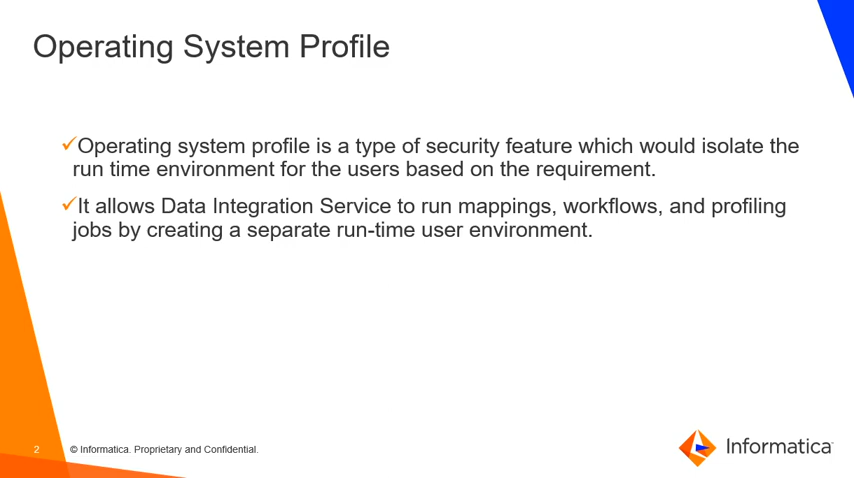 Operating System Profile
✓Operating system profile is a type of security feature which would isolate the
run time environment for the users based on the requirement.
✓It allows Data Integration Service to run mappings, workflows, and profiling
jobs by creating a separate run-time user environment.
2 © Informatica. Proprietary and Confidential.
Informatica